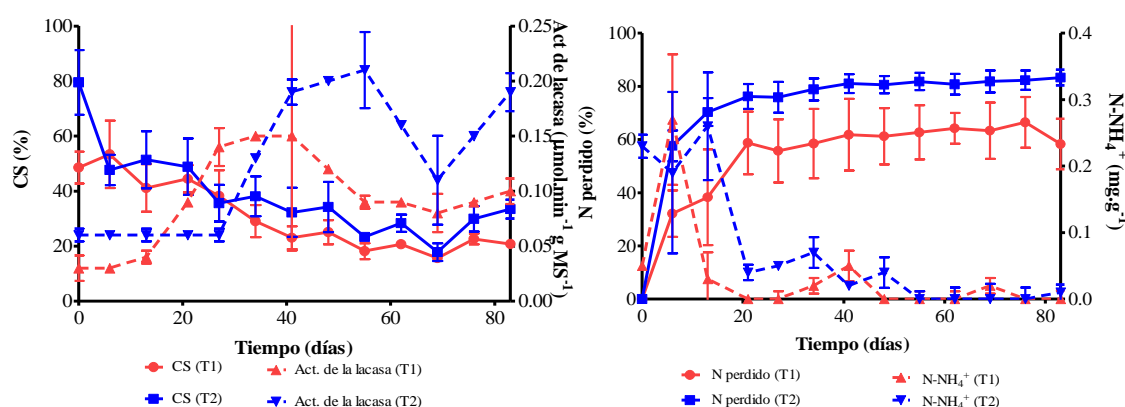 100
80
60
40
20
0
CS (%)
0.25
0.20
0.15
0.10
0.05
0.00
Act de lacasa (µmol.min⁻¹ g MS⁻¹)
0 20 40 60 80
Tiempo (días)
CS (T1) Act. de la lacasa (T1)
CS (T2) Act. de la lacasa (T2)
100
80
60
40
20
0
N perdido (%)
0.4
0.3
0.2
0.1
0.0
N-NH₄⁺ (mg.g⁻¹)
0 20 40 60 80
Tiempo (días)
N perdido (T1) N-NH₄⁺ (T1)
N perdido (T2) N-NH₄⁺ (T2)